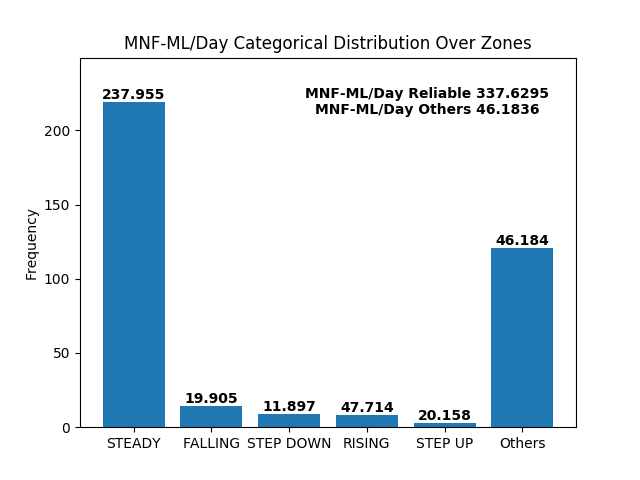 MNF-ML/Day Categorical Distribution Over Zones
MNF-ML/Day Reliable 337.6295
MNF-ML/Day Others 46.1836
237.955
19.905
11.897
47.714
20.158
46.184
Frequency
200
150
100
50
0
STEADY
FALLING
STEP DOWN
RISING
STEP UP
Others